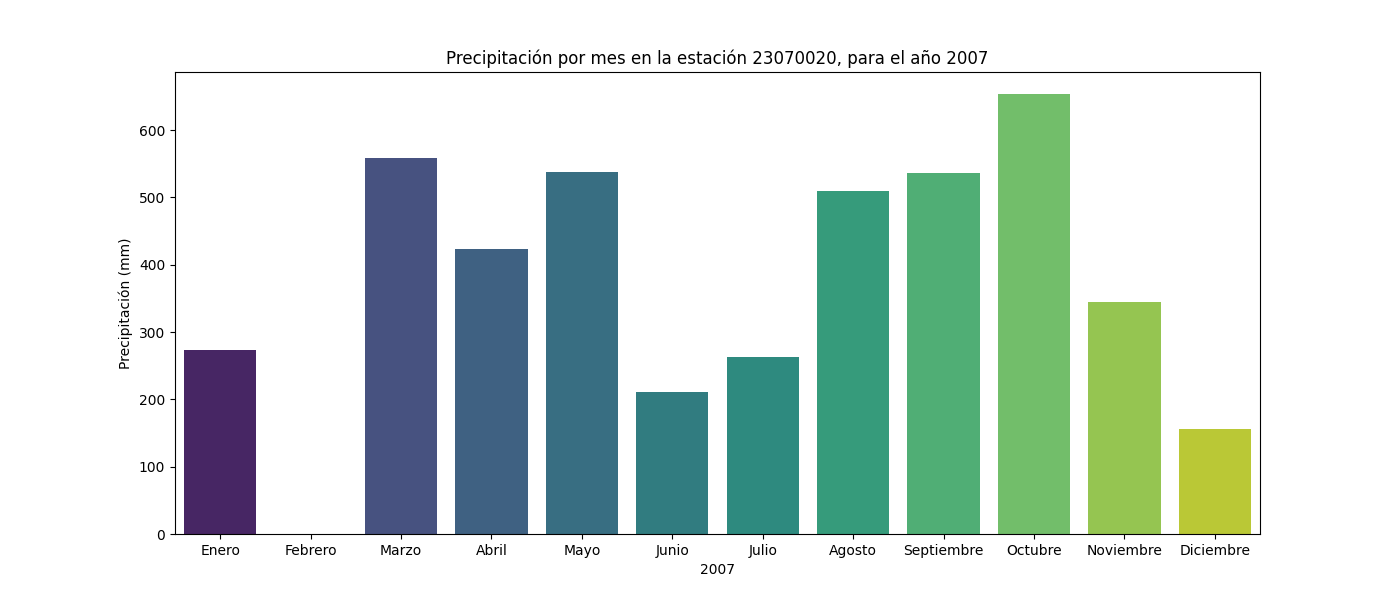 Precipitación por mes en la estación 23070020, para el año 2007
Precipitación (mm)
600
500
400
300
200
100
0
Enero Febrero Marzo Abril Mayo Junio Julio Agosto Septiembre Octubre Noviembre Diciembre
2007